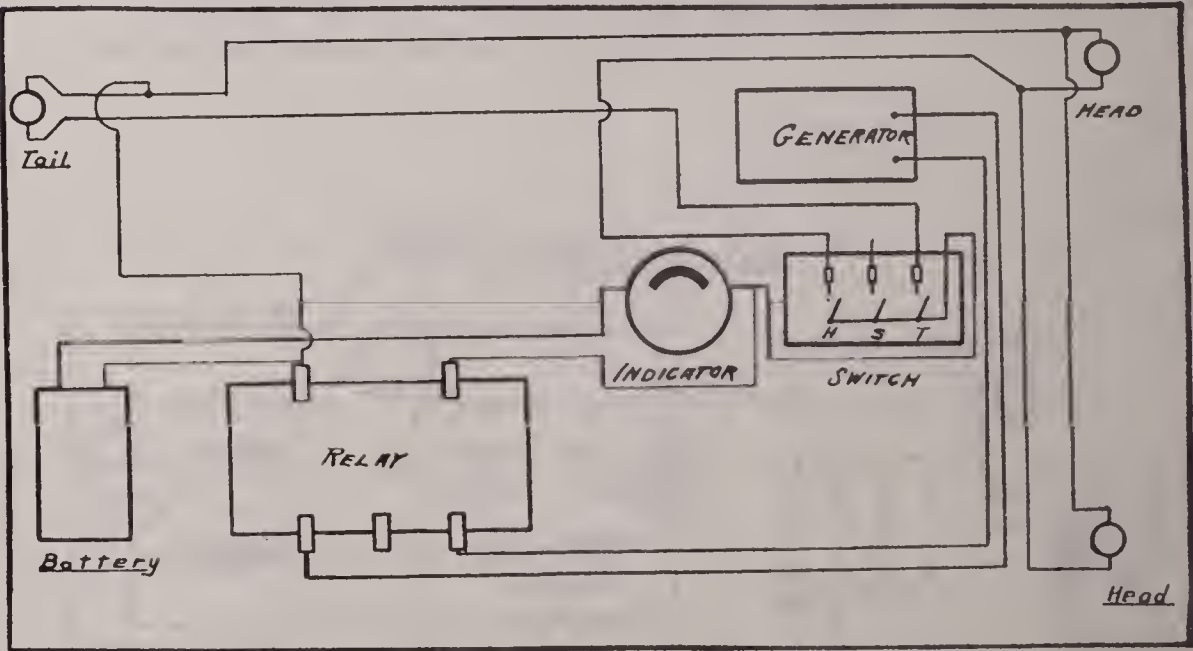 HEAD
GENERATOR
Tail
H S T
INDICATOR
SWITCH
RELAY
Battery
Head